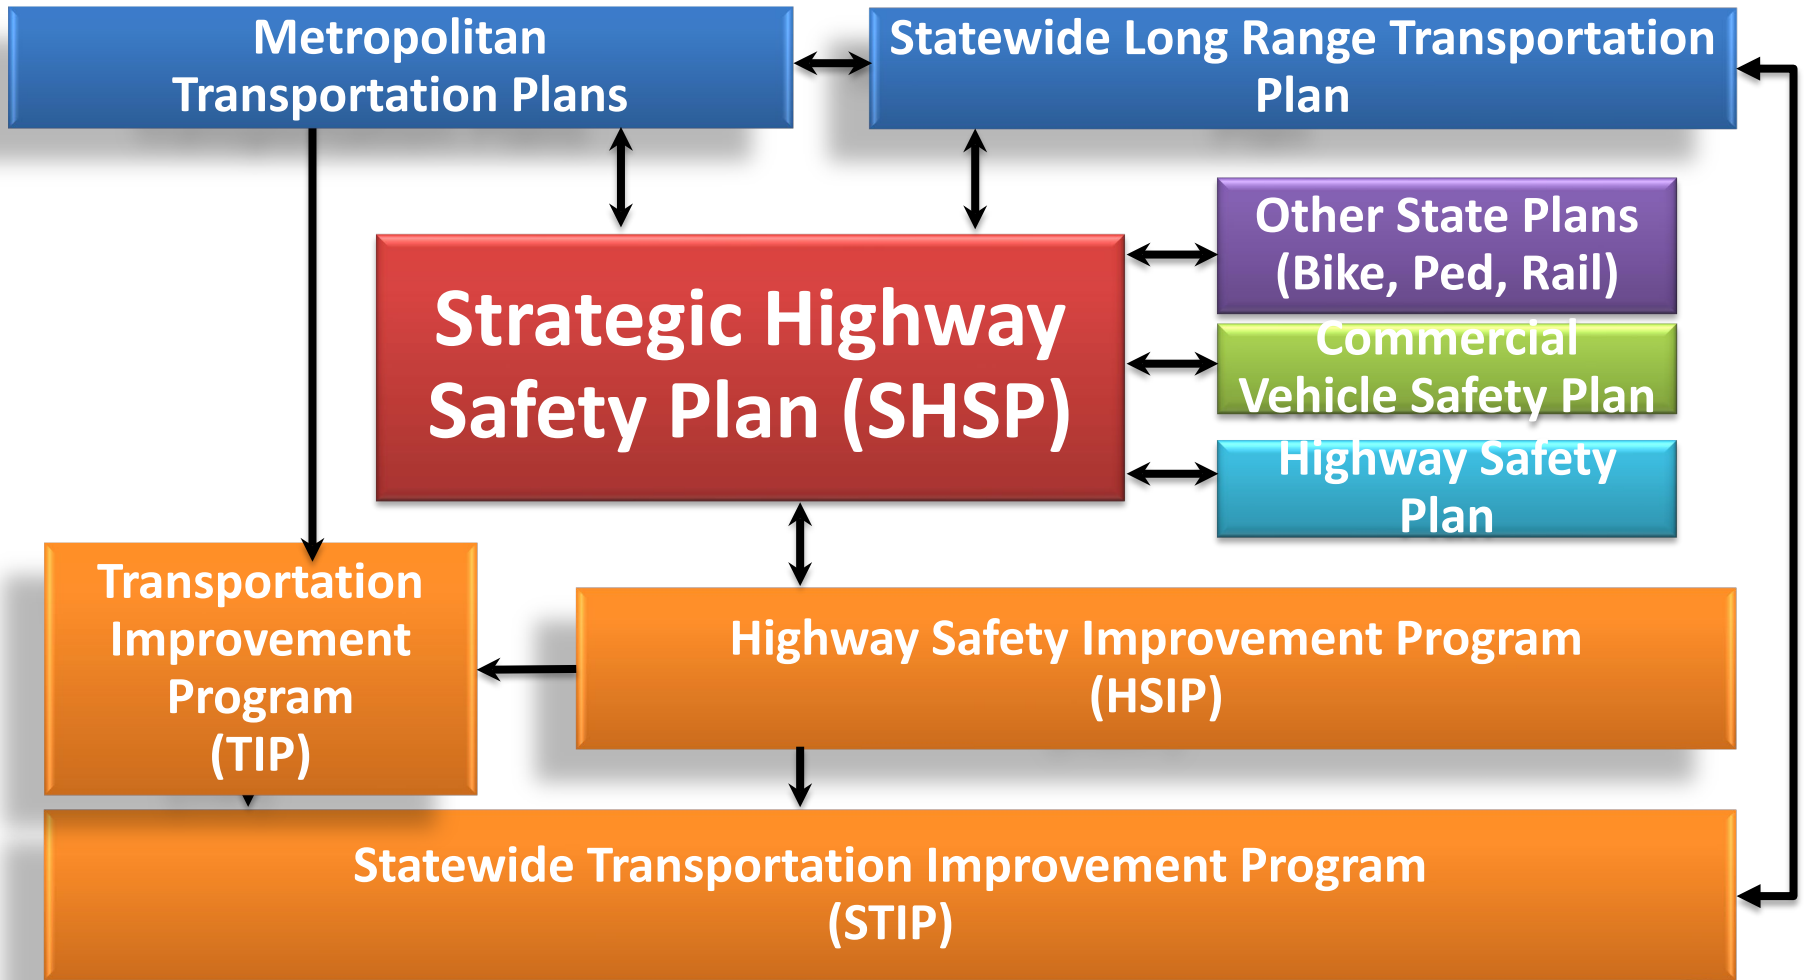 Metropolitan
Transportation Plans
Statewide Long Range Transportation
Plan
Other State Plans
(Bike, Ped, Rail)
Strategic Highway
Safety Plan (SHSP)
Commercial
Vehicle Safety Plan
Highway Safety
Plan
Transportation
Improvement
Program
(TIP)
Highway Safety Improvement Program
(HSIP)
Statewide Transportation Improvement Program
(STIP)